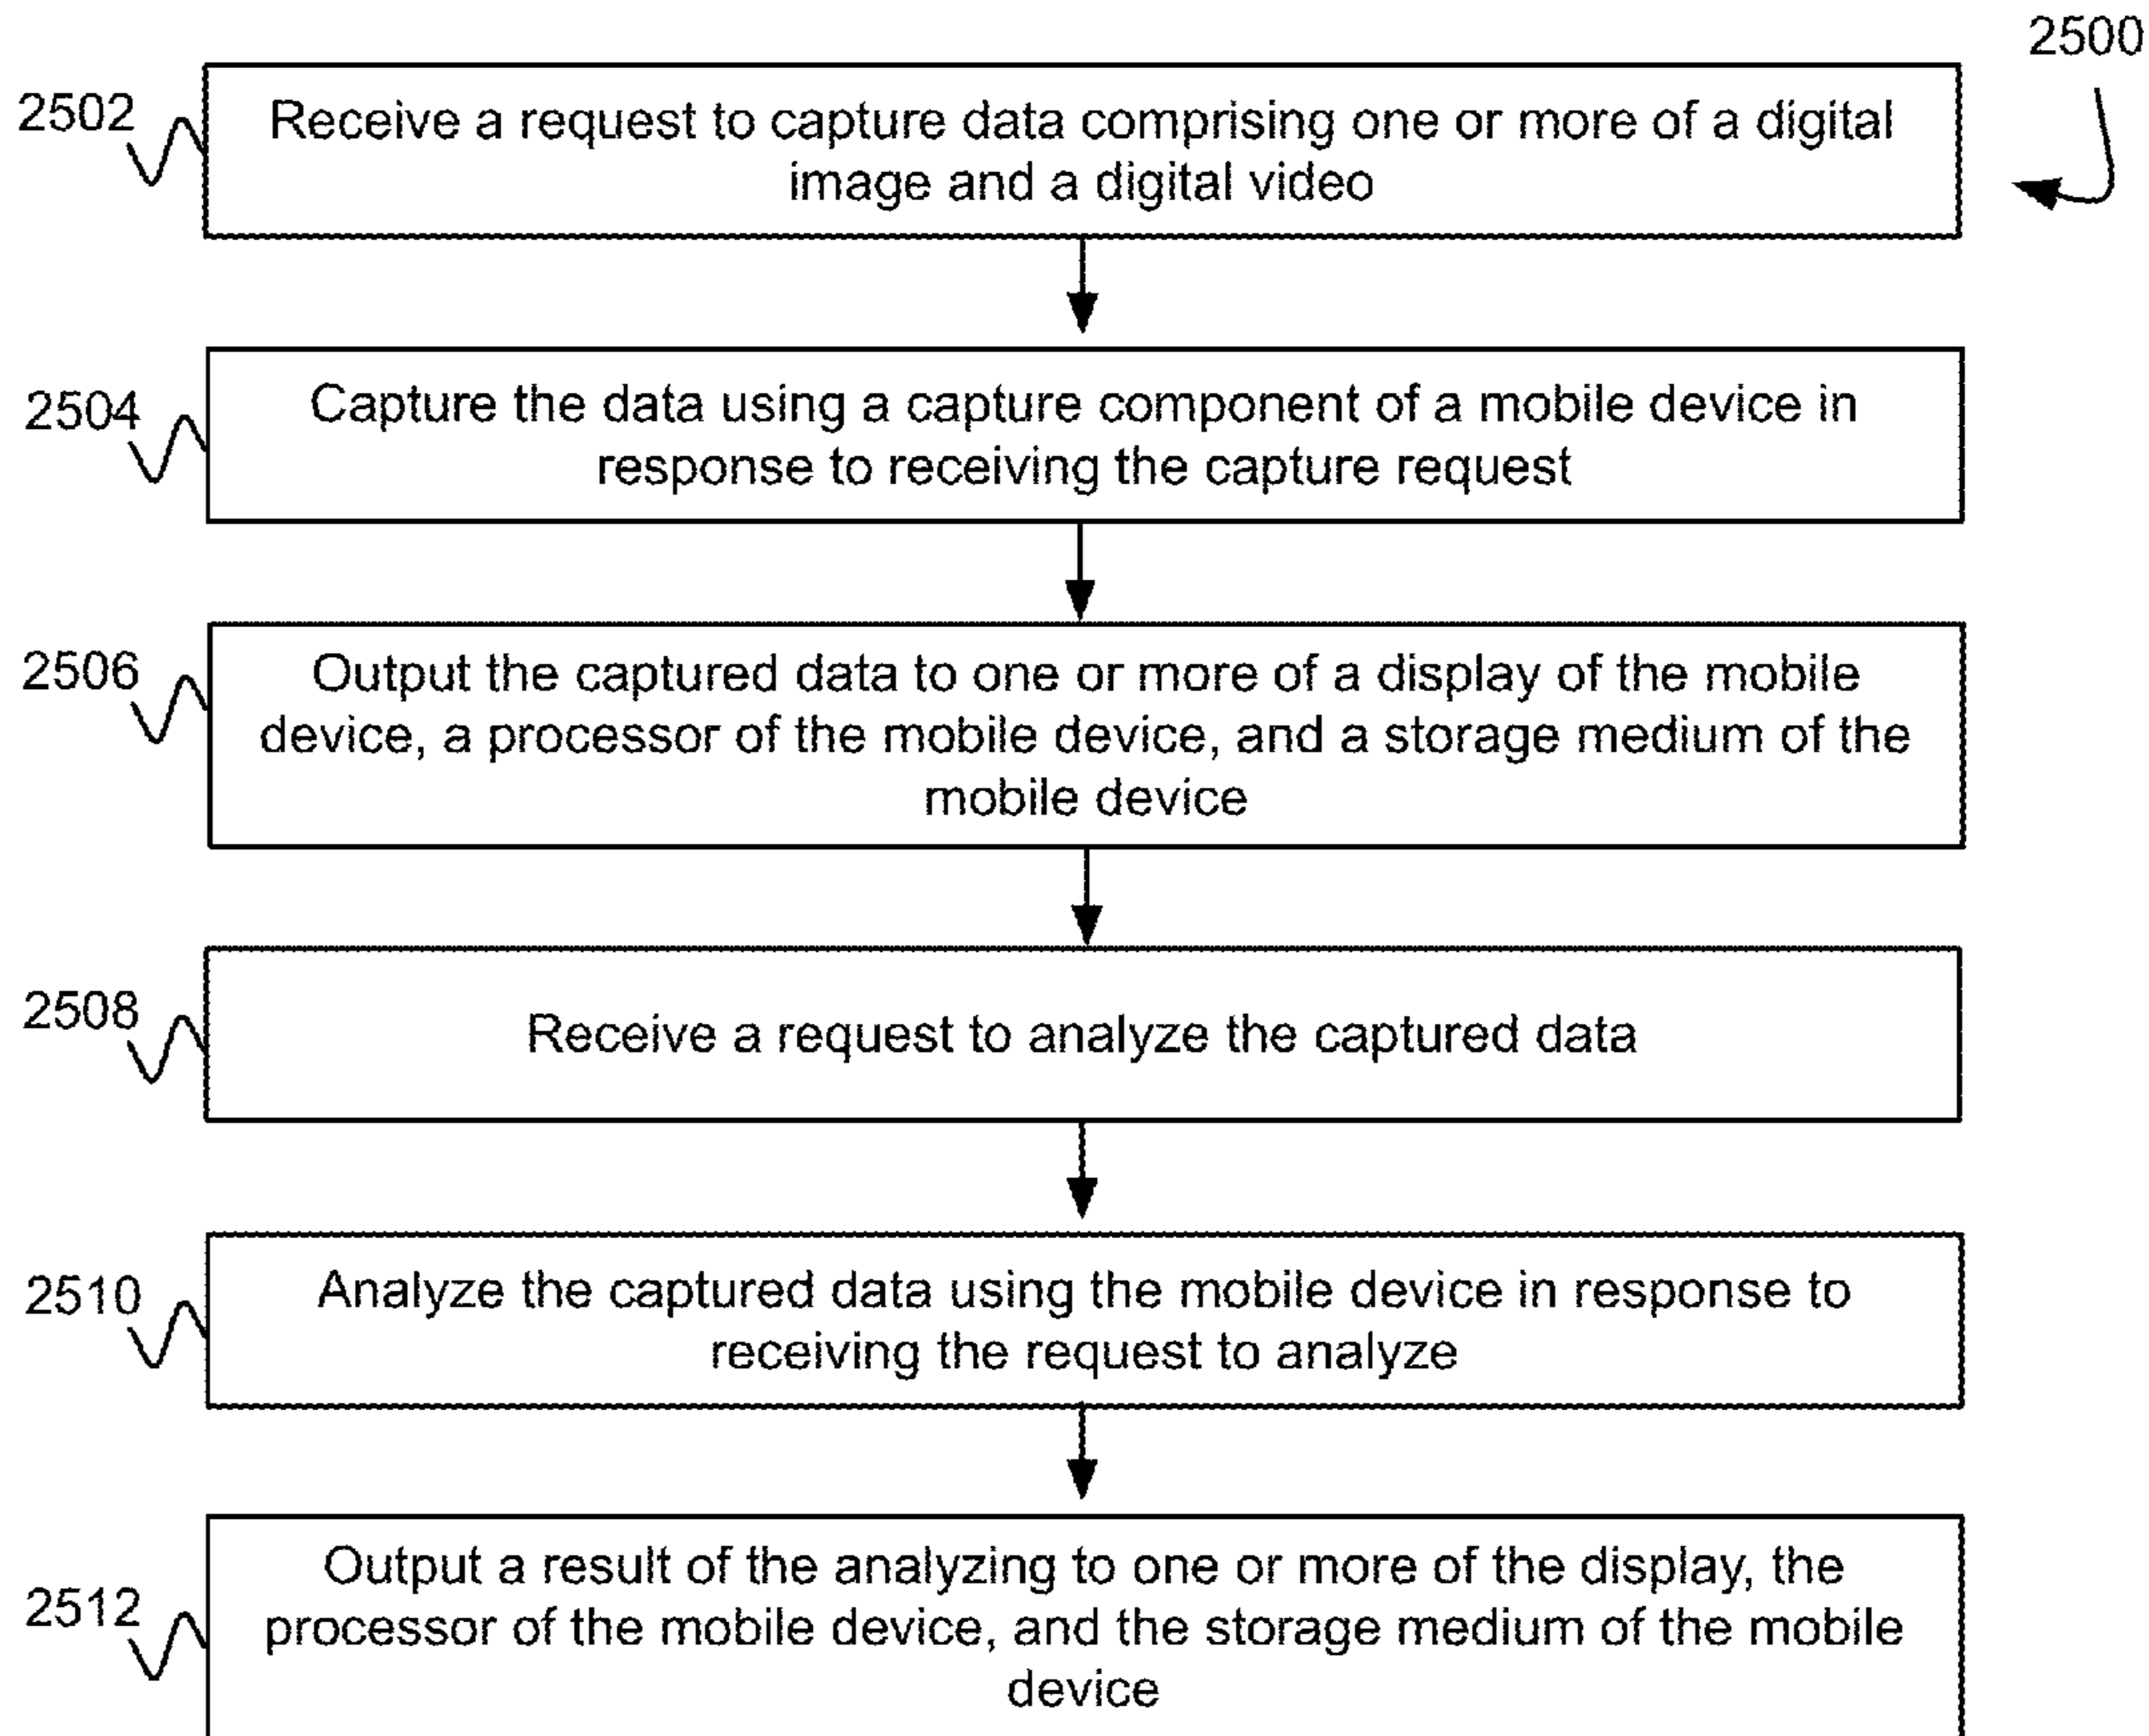 2500
2502
Receive a request to capture data comprising one or more of a digital
image and a digital video
2504
Capture the data using a capture component of a mobile device in
response to receiving the capture request
2506
Output the captured data to one or more of a display of the mobile
device, a processor of the mobile device, and a storage medium of the
mobile device
2508
Receive a request to analyze the captured data
2510
Analyze the captured data using the mobile device in response to
receiving the request to analyze
2512
Output a result of the analyzing to one or more of the display, the
processor of the mobile device, and the storage medium of the mobile
device